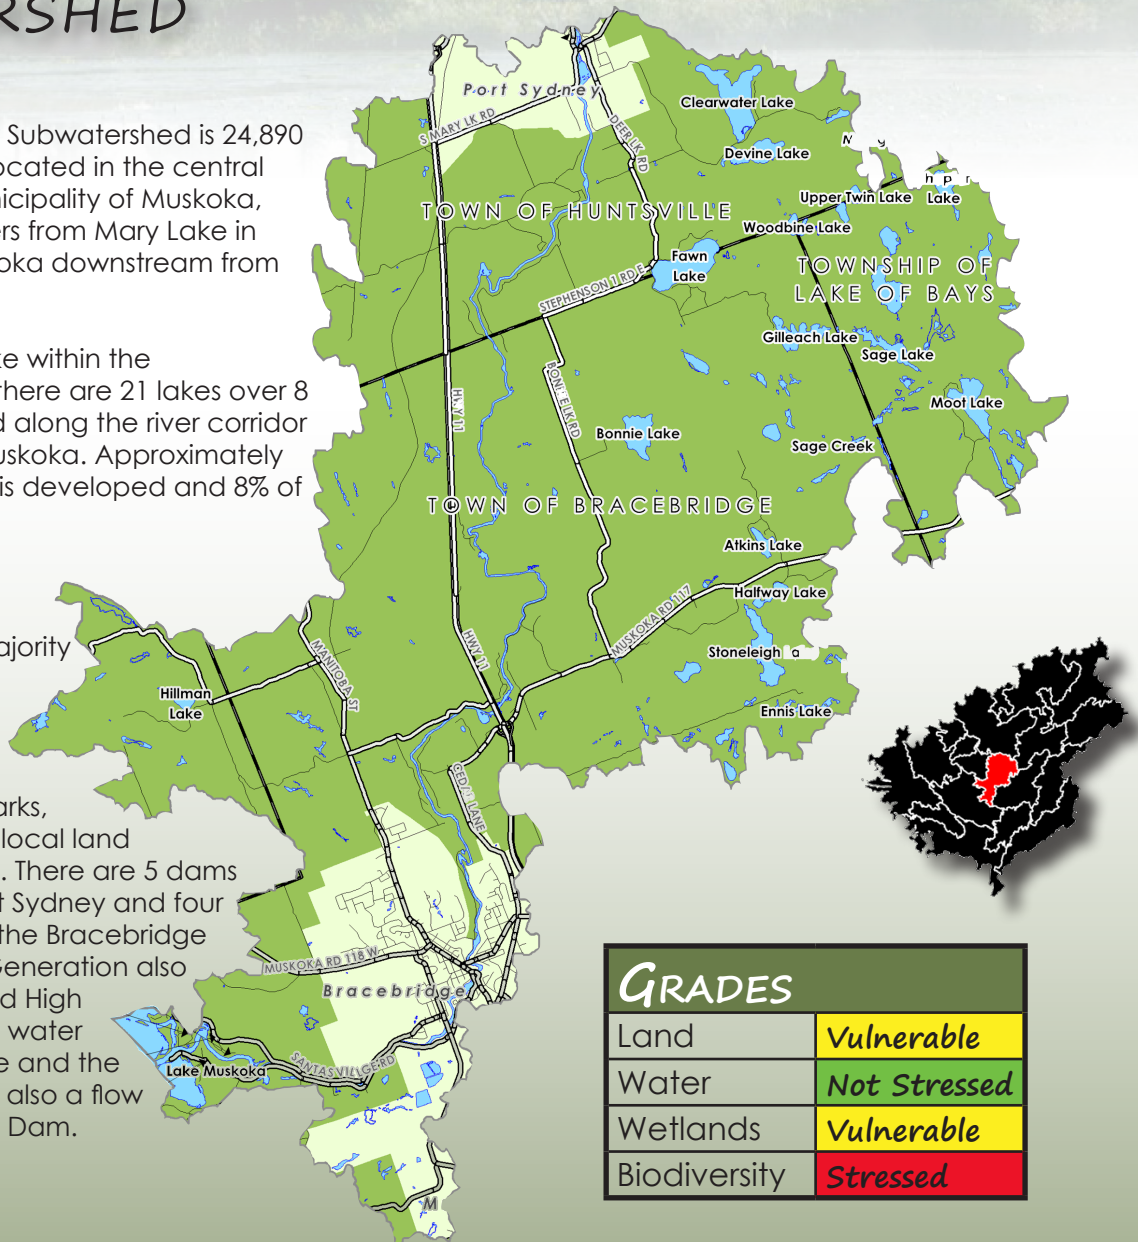 RSHED
Subwatershed is 24,890
ocated in the central
nicipality of Muskoka,
ers from Mary Lake in
oka downstream from
ke within the
there are 21 lakes over 8
d along the river corridor
uskoka. Approximately
is developed and 8% of
ajority
arks,
local land
. There are 5 dams
t Sydney and four
the Bracebridge
Generation also
d High
water
e and the
also a flow
Dam.
Port Sydney
S MARY LK RD
DEER LK RD
Clearwater Lake
Devine Lake
Upper Twin Lake
Lake
Woodbine Lake
TOWN OF HUNTSVILLE
Fawn
Lake
TOWNSHIP OF
LAKE OF BAYS
STEPHENSON 1 RD E
Gilleach Lake
Sage Lake
HWY 11
Moot Lake
Bonnie Lake
Sage Creek
TOWN OF BRACEBRIDGE
Atkins Lake
Halfway Lake
MUSKOKA RD 117
HWY 11
MANITOBA ST
Stoneleigh
Hillman
Lake
Ennis Lake
CEDAR LANE
MUSKOKA RD 118 W
Bracebridge
SANTAS VILLGE RD
Lake Muskoka
M
GRADES
Land Vulnerable
Water Not Stressed
Wetlands Vulnerable
Biodiversity Stressed